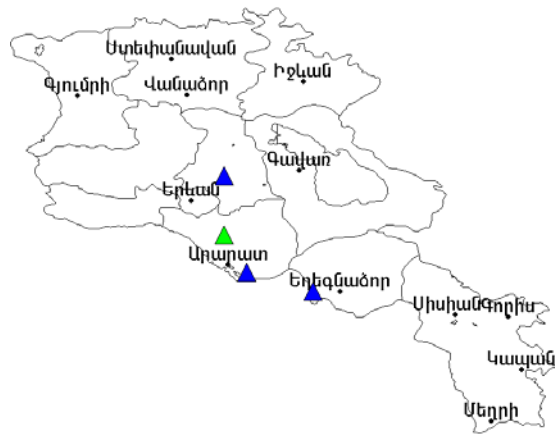 Ստեփանավան
Իջևան
Գյումրի
Վանաձոր
Գավառ
Երևան
Արարատ
Եղեգնաձոր
Սիսիան
Գորիս
Կապան
Մեղրի